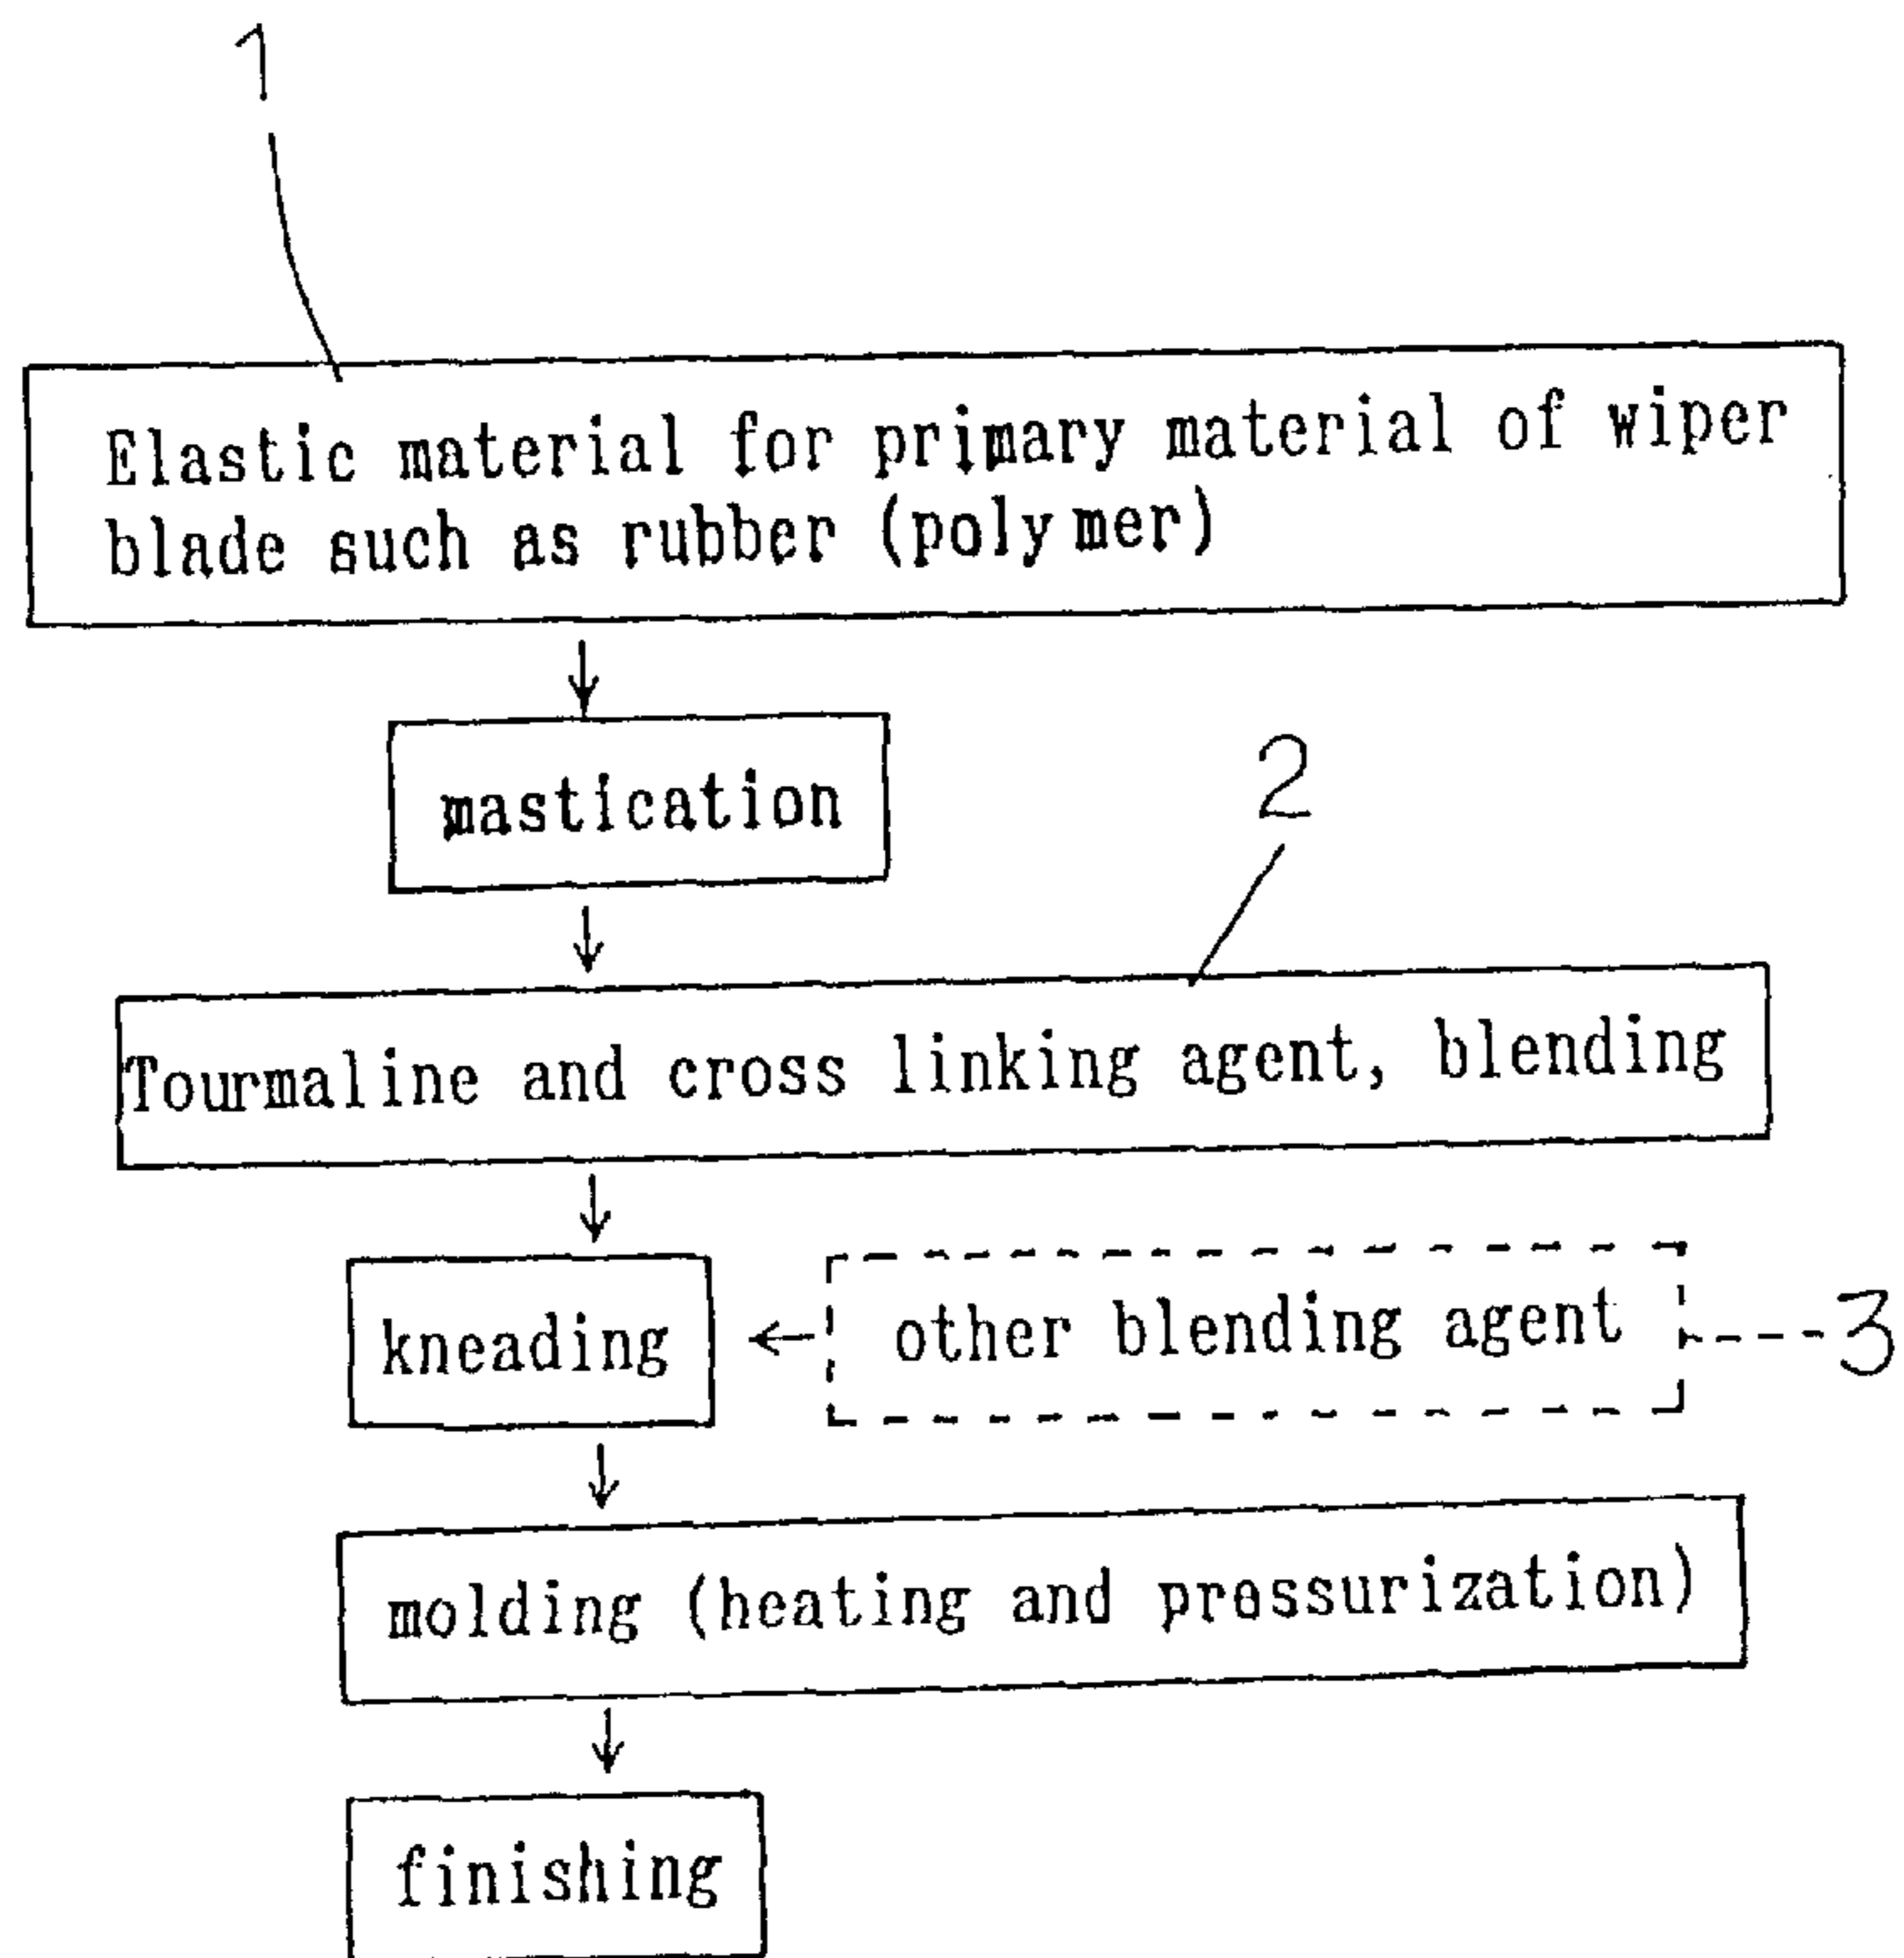 1
Elastic material for primary material of wiper
blade such as rubber (polymer)
mastication
2
Tourmaline and cross linking agent, blending
kneading
other blending agent
3
molding (heating and pressurization)
finishing